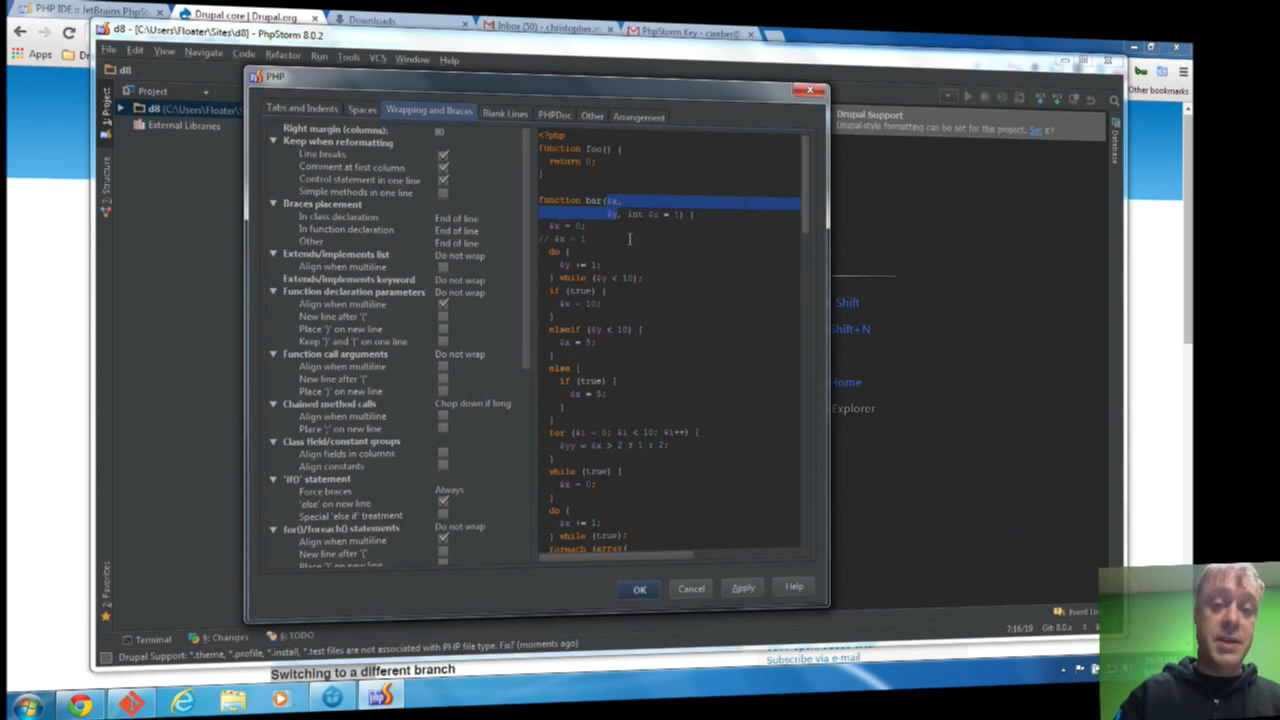 PHP IDE :: JetBrains PhpSt
Drupal core | Drupal.org
Downloads
Inbox (50) - christopher.m
PhpStorm Key - cweber@
Apps
Other bookmarks
d8 - [C:\Users\Floater\Sites\d8] - PhpStorm 8.0.2
File Edit View Navigate Code Refactor Run Tools VCS Window Help
d8
1: Project
Project
d8 (C:\Users\Floater\
External Libraries
Structure
2: Favorites
Database
Drupal Support
Drupal-style formatting can be set for this project. Set it?
Shift
Shift+N
Home
Explorer
PHP
Tabs and Indents Spaces Wrapping and Braces Blank Lines PHPDoc Other Arrangement
Right margin (columns): 80
Keep when reformatting
Line breaks
Comment at first column
Control statement in one line
Simple methods in one line
Braces placement
In class declaration End of line
In function declaration End of line
Other End of line
Extends/implements list Do not wrap
Align when multiline
Extends/implements keyword Do not wrap
Function declaration parameters Do not wrap
Align when multiline
New line after '('
Place ')' on new line
Keep ')' and '{' on one line
Function call arguments Do not wrap
Align when multiline
New line after '('
Place ')' on new line
Chained method calls Chop down if long
Align when multiline
Place ';' on new line
Class field/constant groups
Align fields in columns
Align constants
'if()' statement
Force braces Always
'else' on new line
Special 'else if' treatment
for()/foreach() statements Do not wrap
Align when multiline
New line after '('
Place ')' on new line
<?php
function foo() {
return 0;
}
function bar($x,
$y, int $z = 1) {
$x = 0;
// $x = 1
do {
$y += 1;
} while ($y < 10);
if (true) {
$x = 10;
}
elseif ($y < 10) {
$x = 5;
}
else {
if (true) {
$x = 5;
}
}
for ($i = 0; $i < 10; $i++) {
$yy = $x > 2 ? 1 : 2;
}
while (true) {
$x = 0;
}
do {
$x += 1;
} while (true);
foreach (array(
OK Cancel Apply Help
Terminal 9: Changes 6: TODO
Event Lo
Drupal Support: *.theme, *.profile, *.install, *.test files are not associated with PHP file type. Fix? (moments ago)
7:16/19 Git: 8.0.x
Switching to a different branch
Subscribe via e-mail